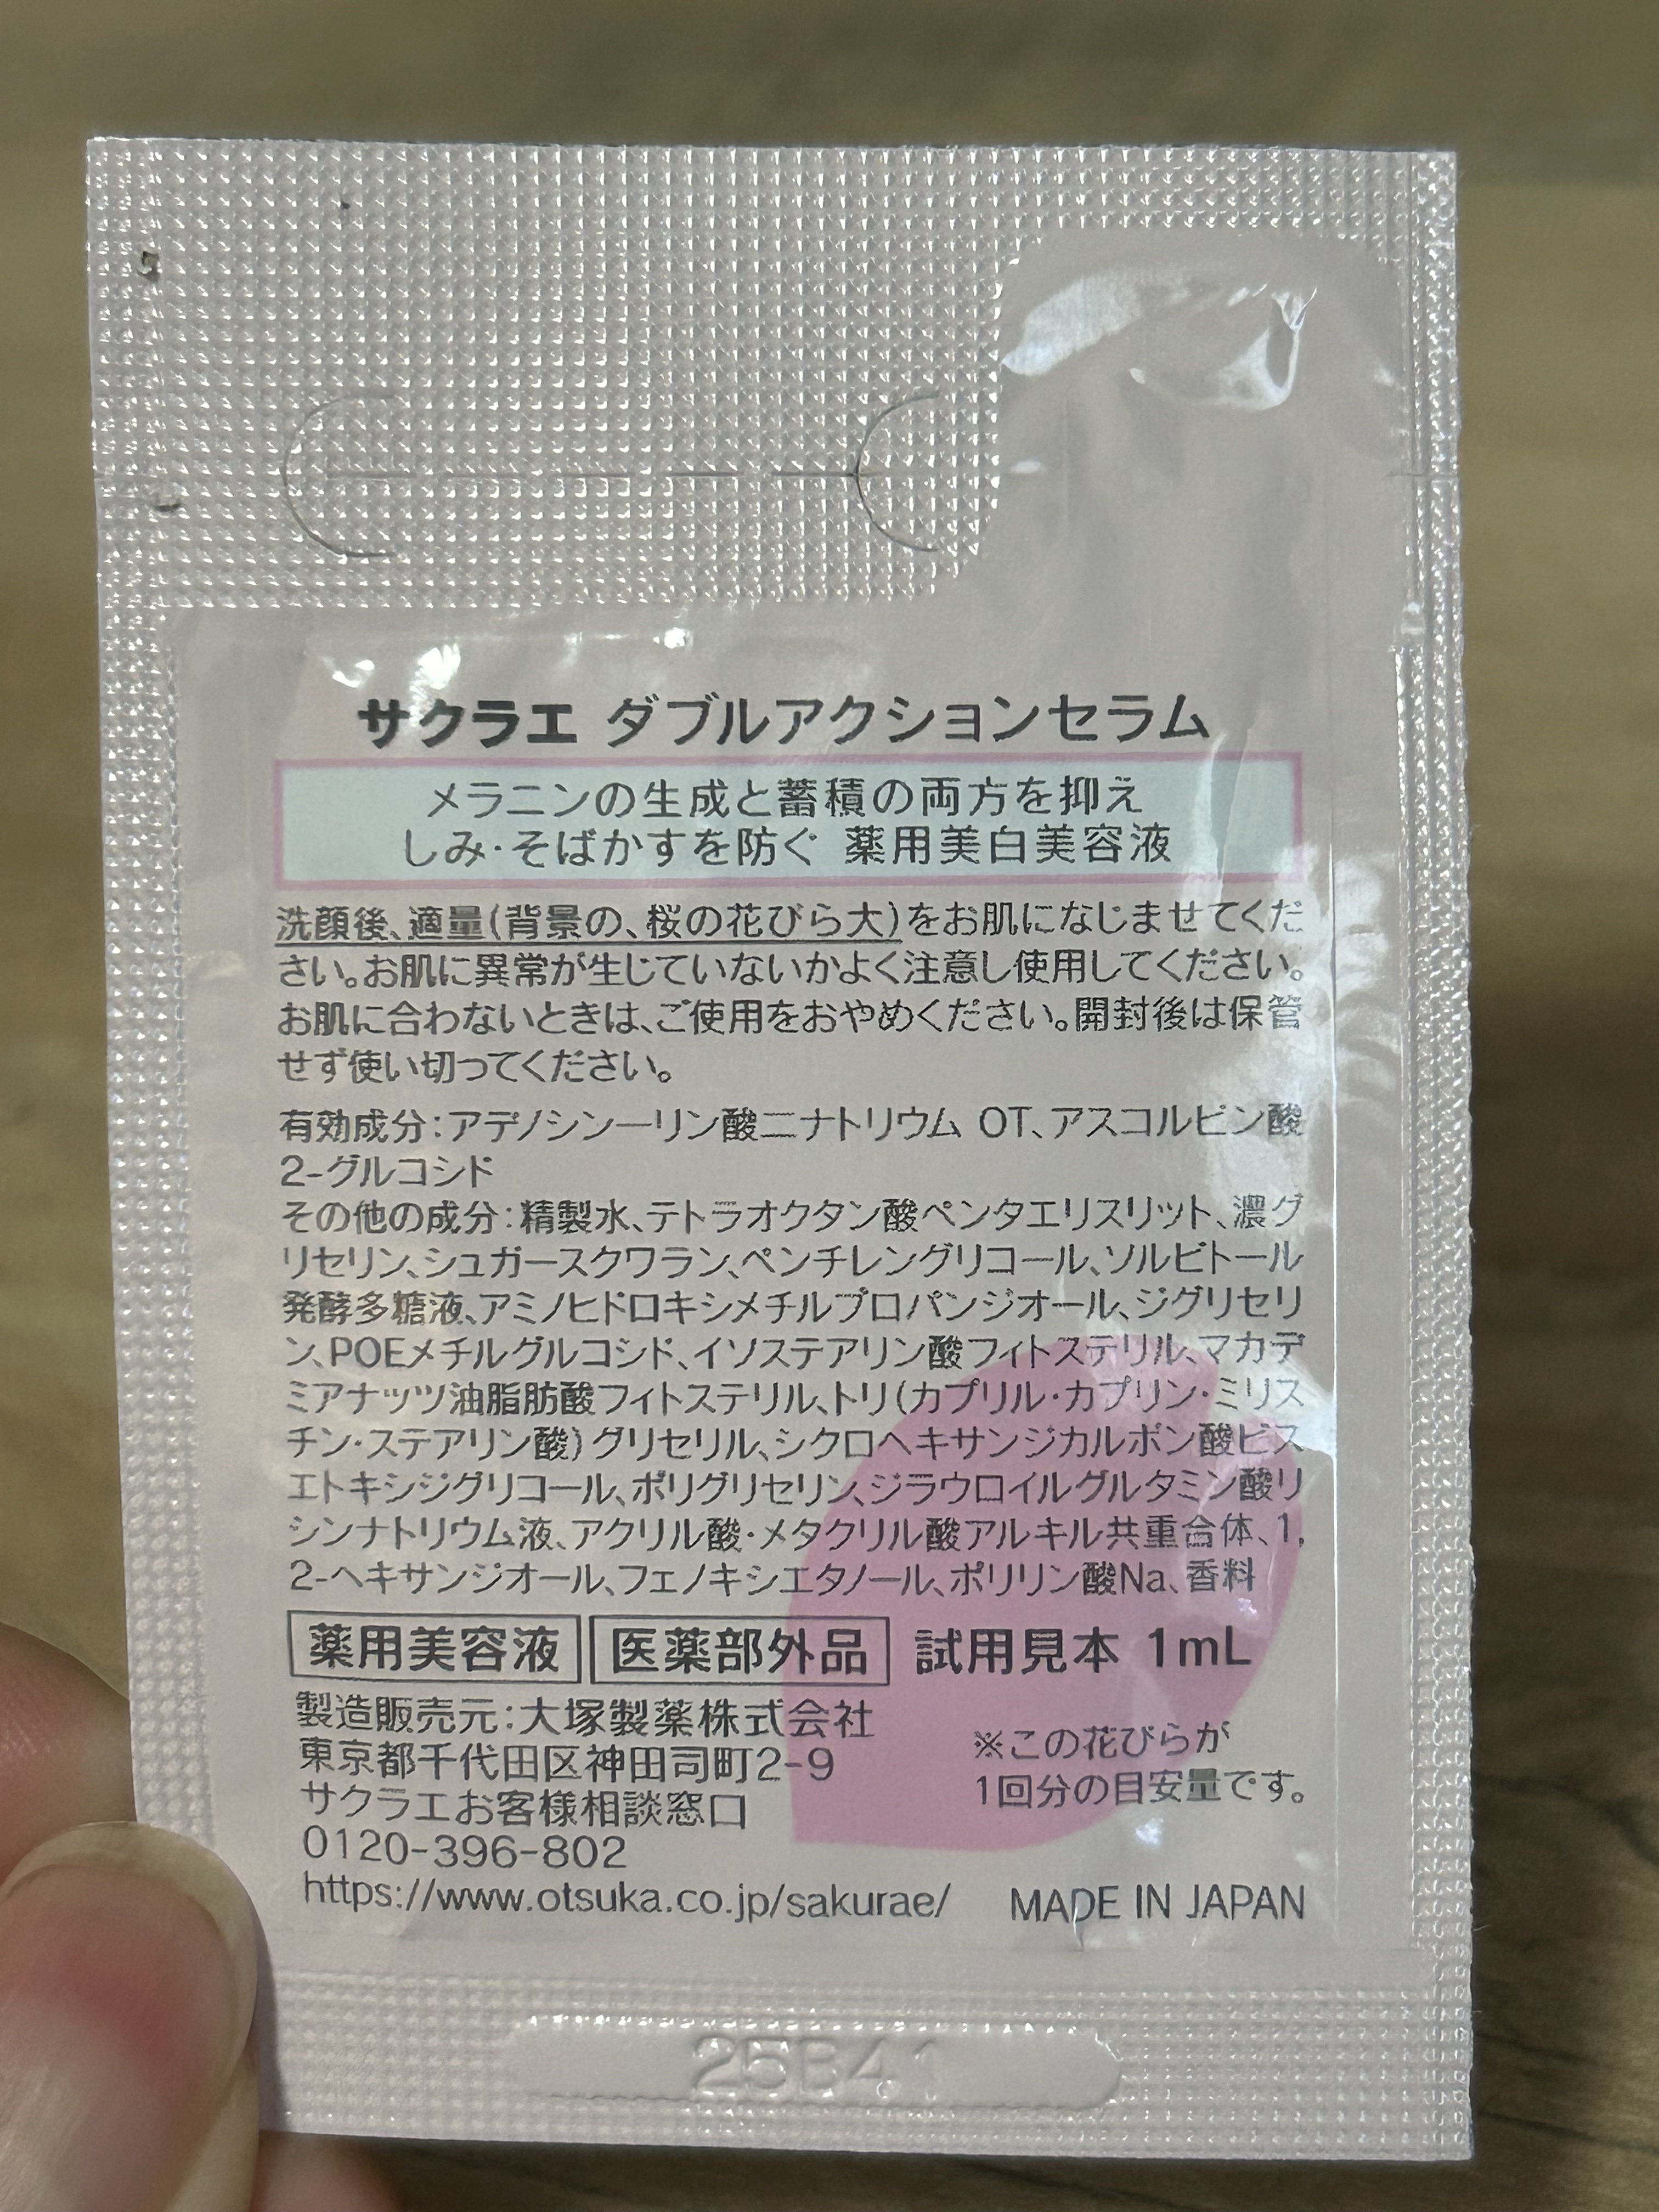 サクラエ ダブルアクションセラム
メラニンの生成と蓄積の両方を抑え
しみ・そばかすを防ぐ 薬用美白美容液
洗顔後、適量(背景の、桜の花びら大)をお肌になじませてくだ
さい。お肌に異常が生じていないかよく注意し使用してください。
お肌に合わないときは、ご使用をおやめください。開封後は保管
せず使い切ってください。
有効成分：アデノシン一リン酸二ナトリウム OT、アスコルビン酸
2-グルコシド
その他の成分：精製水、テトラオクタン酸ペンタエリスリット、濃グ
リセリン、シュガースクワラン、ペンチレングリコール、ソルビトール
発酵多糖液、アミノヒドロキシメチルプロパンジオール、ジグリセリ
ン、POEメチルグルコシド、イソステアリン酸フィトステリル、マカデ
ミアナッツ油脂肪酸フィトステリル、トリ(カプリル・カプリン・ミリス
チン・ステアリン酸)グリセリル、シクロヘキサンジカルボン酸ビス
エトキシジグリコール、ポリグリセリン、ジラウロイルグルタミン酸リ
シンナトリウム液、アクリル酸・メタクリル酸アルキル共重合体、1,
2-ヘキサンジオール、フェノキシエタノール、ポリリン酸Na、香料
薬用美容液 医薬部外品 試用見本 1mL
製造販売元：大塚製薬株式会社
東京都千代田区神田司町2-9
サクラエお客様相談窓口
0120-396-802
https://www.otsuka.co.jp/sakurae/
※この花びらが
1回分の目安量です。
MADE IN JAPAN
25B41